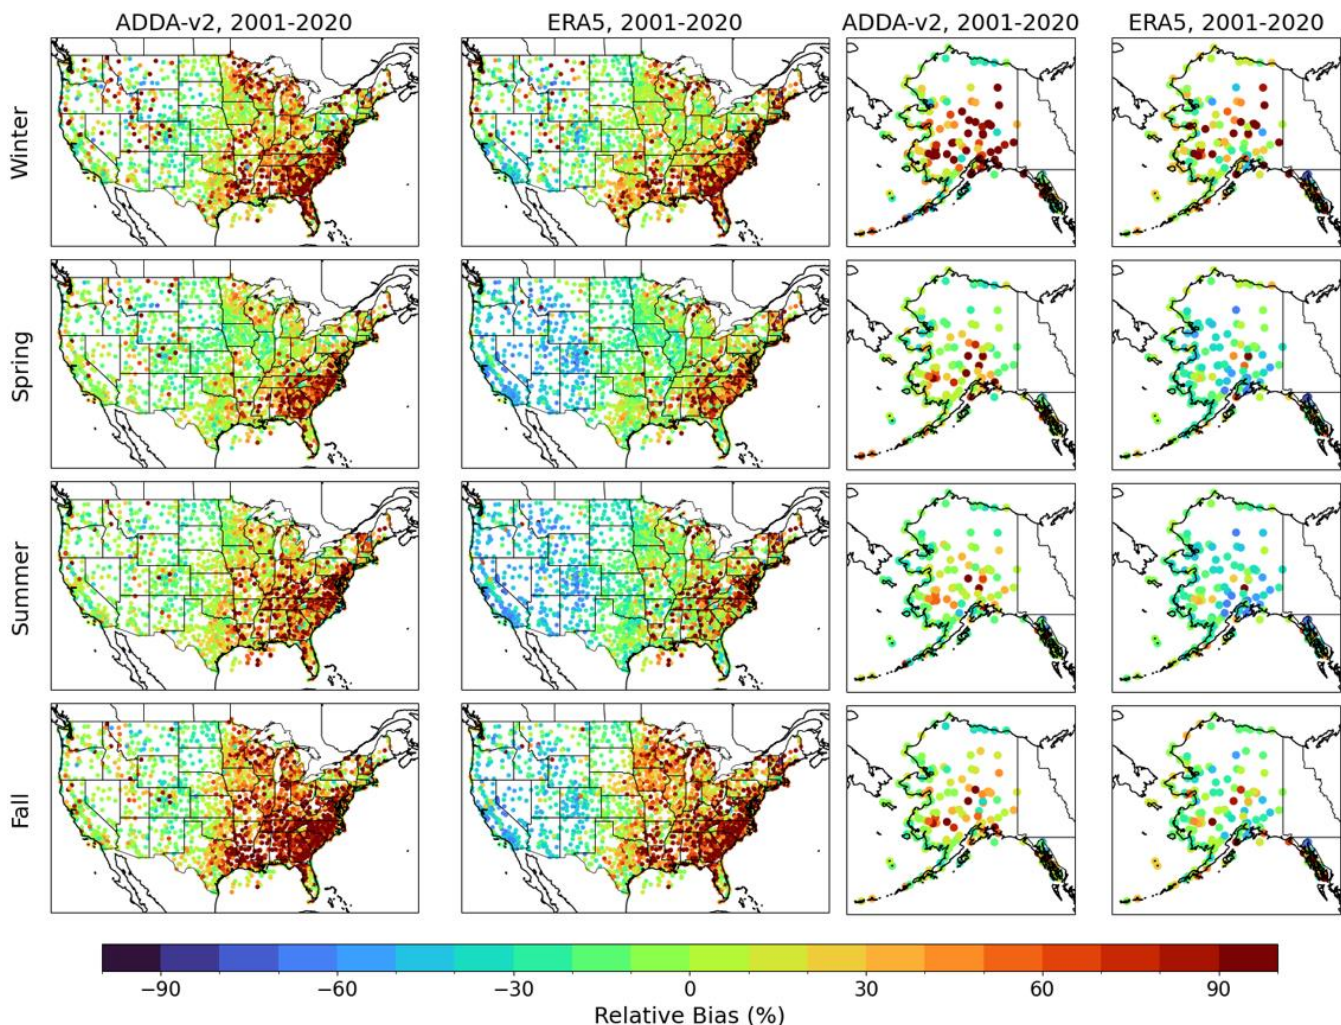 ADDA-v2, 2001-2020 ERA5, 2001-2020 ADDA-v2, 2001-2020 ERA5, 2001-2020
Winter
Spring
Summer
Fall
−90 −60 −30 0 30 60 90
Relative Bias (%)